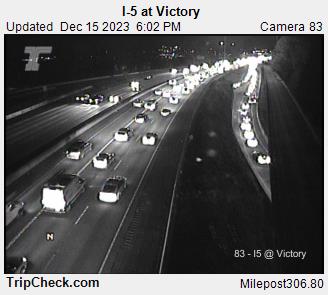 I-5 at Victory
Updated Dec 15 2023 6:02 PM Camera 83
T
N
83 - I5 @ Victory
TripCheck.com Milepost306.80